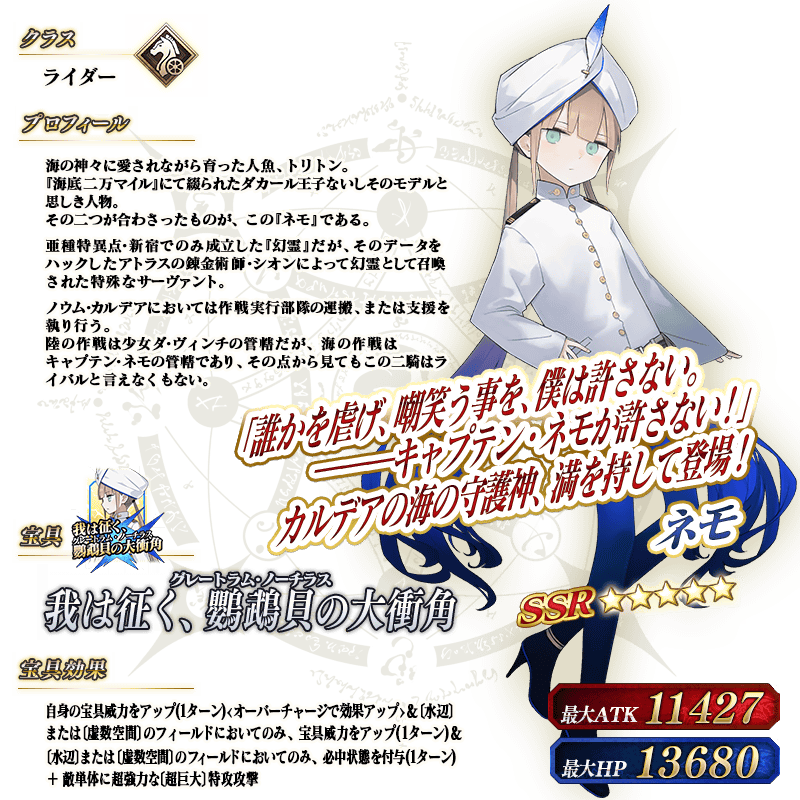 クラス
ライダー
プロフィール
海の神々に愛されながら育った人魚、トリトン。
『海底二万マイル』にて綴られたダカール王子ないしそのモデルと
思しき人物。
その二つが合わさったものが、この『ネモ』である。
亜種特異点・新宿でのみ成立した『幻霊』だが、そのデータを
ハックしたアトラスの錬金術師・シオンによって幻霊として召喚
された特殊なサーヴァント。
ノウム・カルデアにおいては作戦実行部隊の運搬、または支援を
執り行う。
陸の作戦は少女ダ・ヴィンチの管轄だが、海の作戦は
キャプテン・ネモの管轄であり、その点から見てもこの二騎はラ
イバルと言えなくもない。
「誰かを虐げ、嘲笑う事を、僕は許さない。
――キャプテン・ネモが許さない!」
カルデアの海の守護神、満を持して登場!
ネモ
SSR
宝具
我は征く、
グレートラム・ノーチラス
鸚鵡貝の大衝角
グレートラム・ノーチラス
我は征く、鸚鵡貝の大衝角
宝具効果
自身の宝具威力をアップ(1ターン)<オーバーチャージで効果アップ>&〔水辺〕
または〔虚数空間〕のフィールドにおいてのみ、宝具威力をアップ(1ターン)&
〔水辺〕または〔虚数空間〕のフィールドにおいてのみ、必中状態を付与(1ターン)
+ 敵単体に超強力な〔超巨大〕特攻攻撃
最大ATK 11427
最大HP 13680